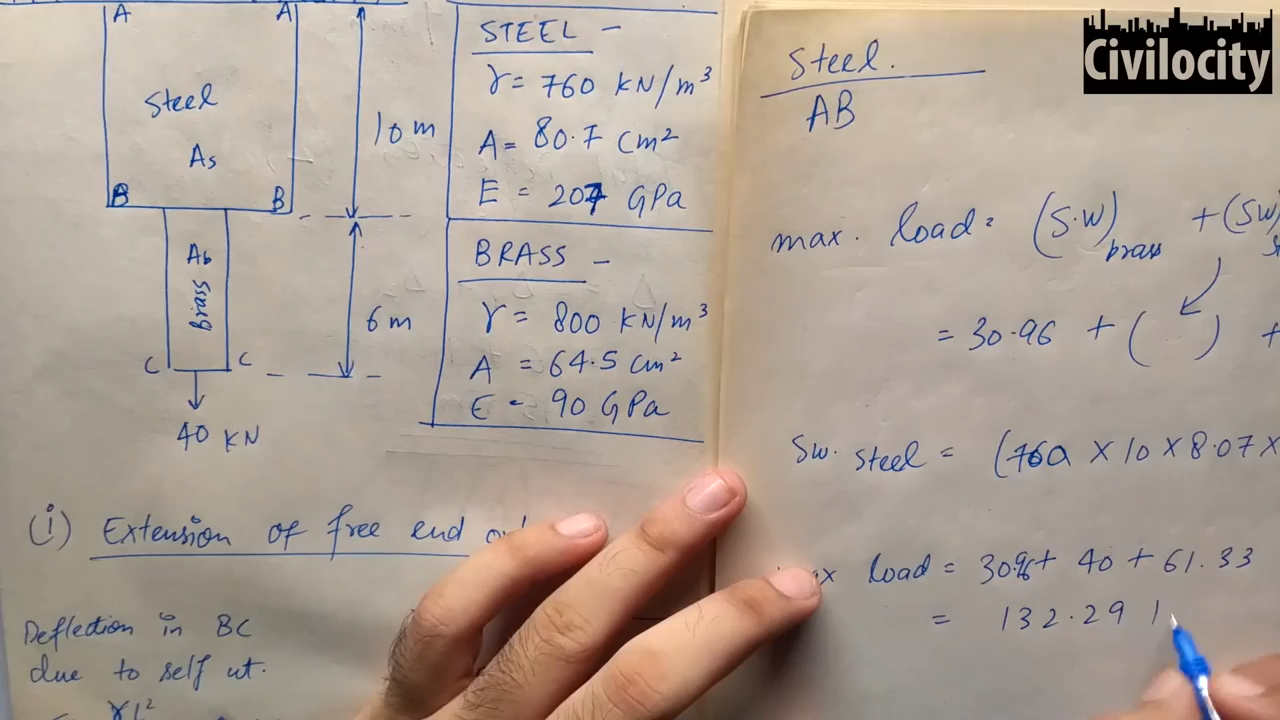 A A
Steel
As
10 m
B B
Ab
Brass
6 m
C C
40 KN
STEEL -
γ = 760 KN/m³
A = 80.7 cm²
E = 207 GPa
BRASS -
γ = 800 KN/m³
A = 64.5 cm²
E = 90 GPa
(i) Extension of free end
Deflection in BC
due to self wt.
γL²
Civilocity
Steel.
AB
max. load = (S.W)brass + (SW)
= 30.96 + ( ) +
SW. steel = (760 × 10 × 8.07 ×
load = 30.96 + 40 + 61.33
= 132.29